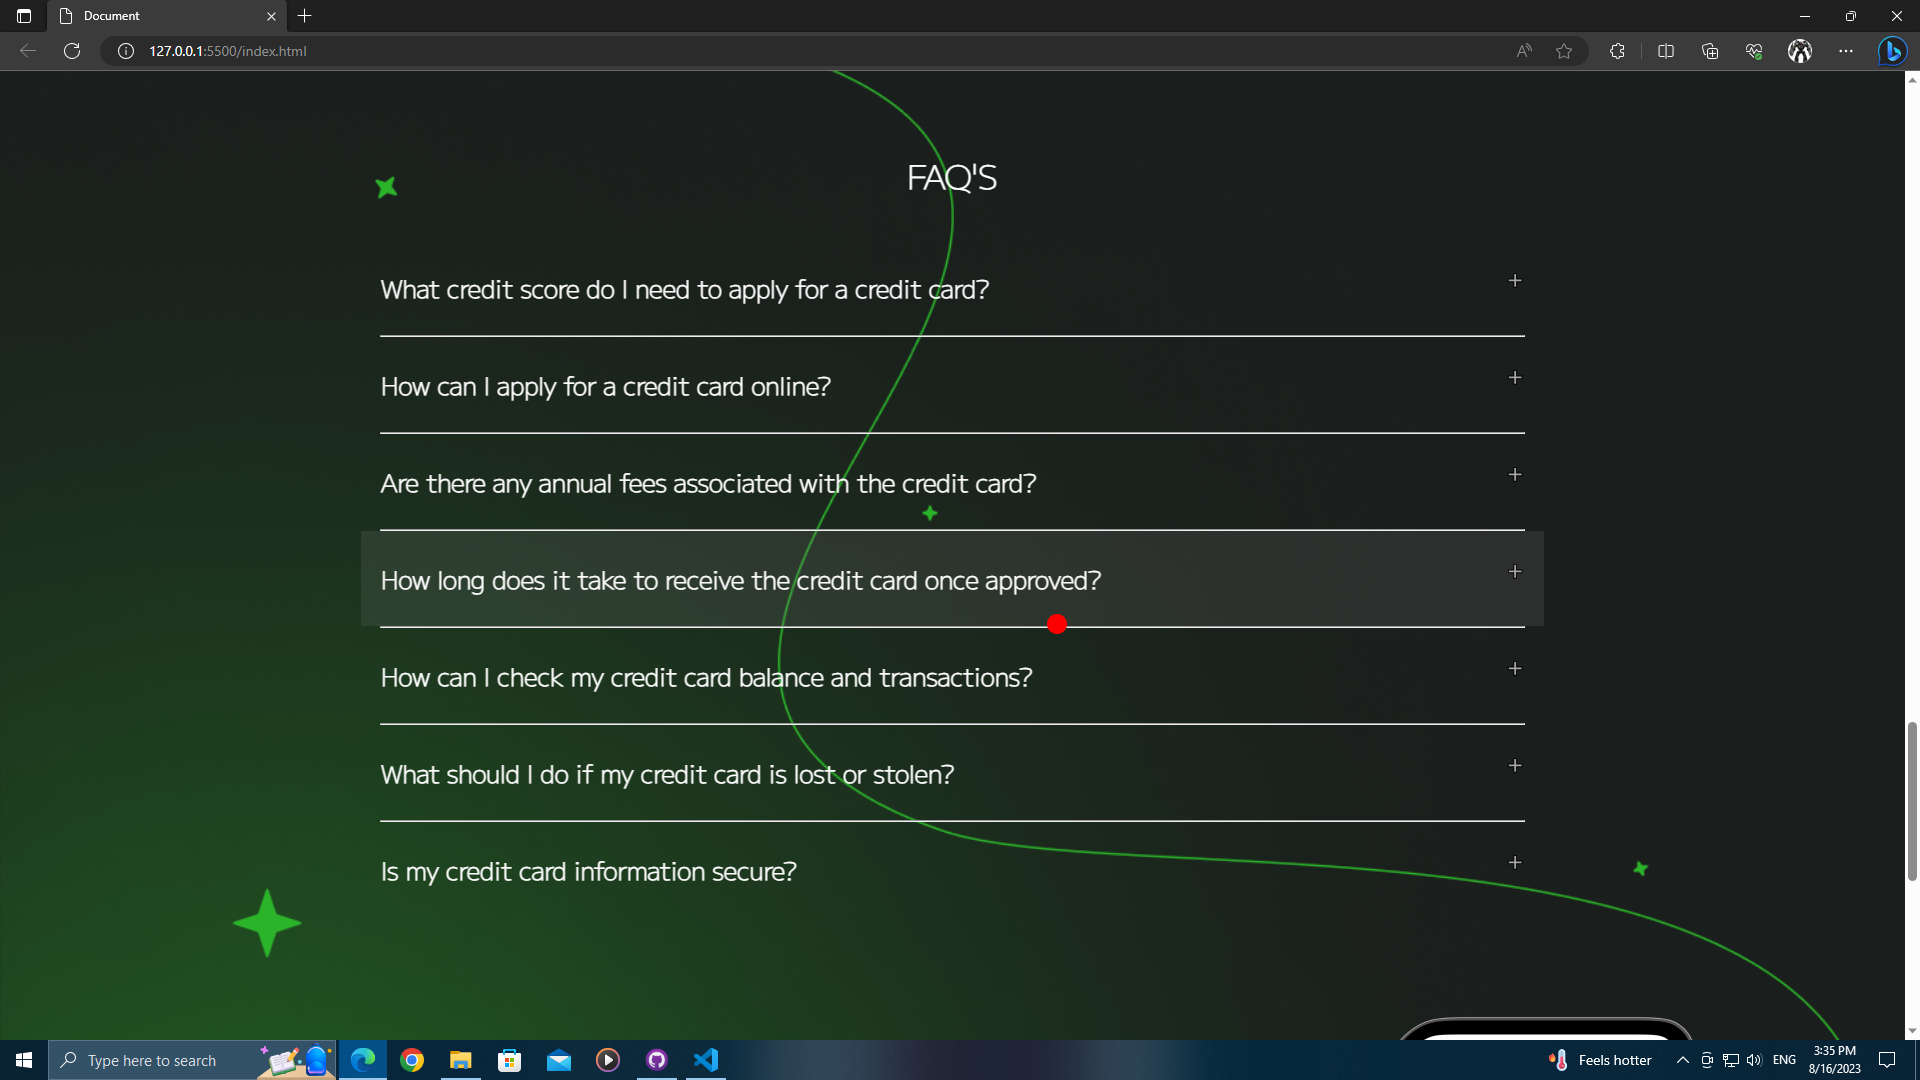 Document
127.0.0.1:5500/index.html
FAQ'S
What credit score do I need to apply for a credit card?
+
How can I apply for a credit card online?
+
Are there any annual fees associated with the credit card?
+
How long does it take to receive the credit card once approved?
+
How can I check my credit card balance and transactions?
+
What should I do if my credit card is lost or stolen?
+
Is my credit card information secure?
+
Type here to search
Feels hotter
ENG
3:35 PM
8/16/2023